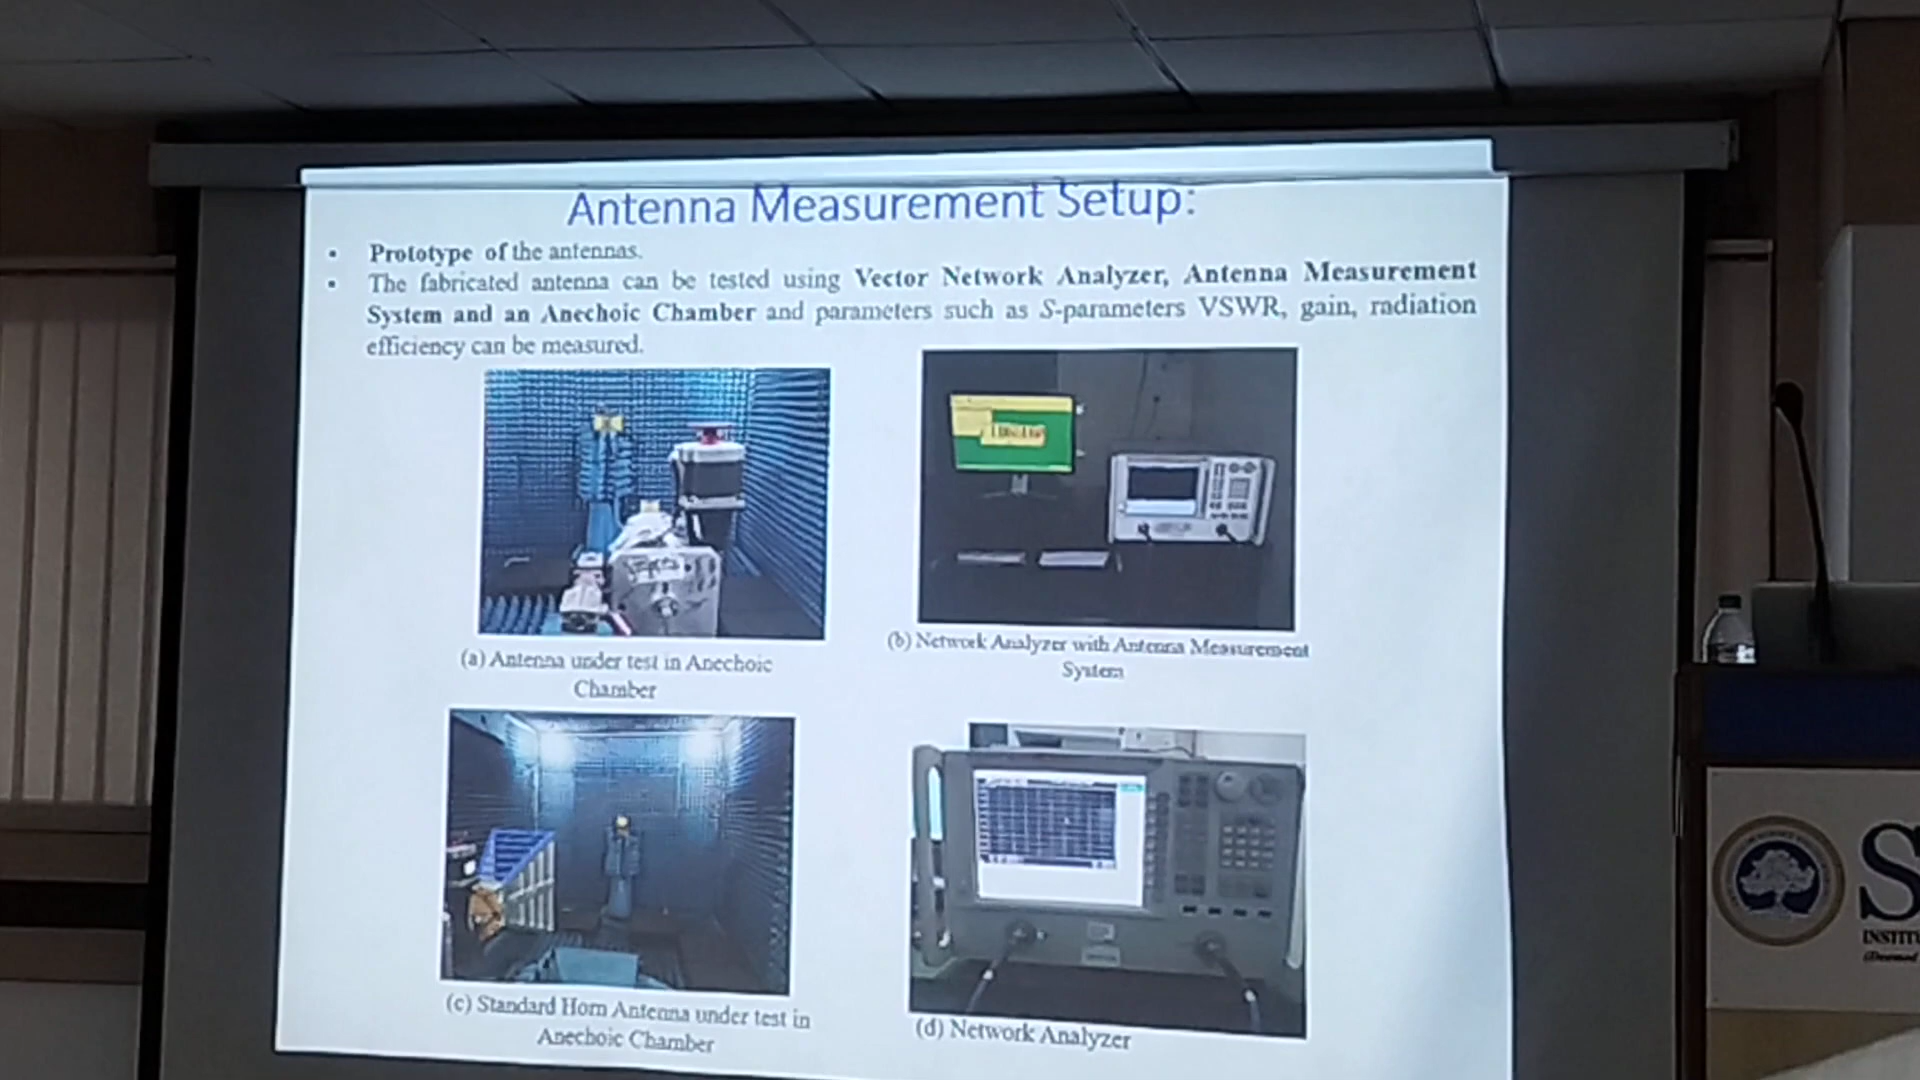 Antenna Measurement Setup:
• Prototype of the antennas.
• The fabricated antenna can be tested using Vector Network Analyzer, Antenna Measurement
System and an Anechoic Chamber and parameters such as S-parameters VSWR, gain, radiation
efficiency can be measured.
(a) Antenna under test in Anechoic
Chamber
(b) Network Analyzer with Antenna Measurement
System
(c) Standard Horn Antenna under test in
Anechoic Chamber
(d) Network Analyzer
S
INSTITU
(Deemed